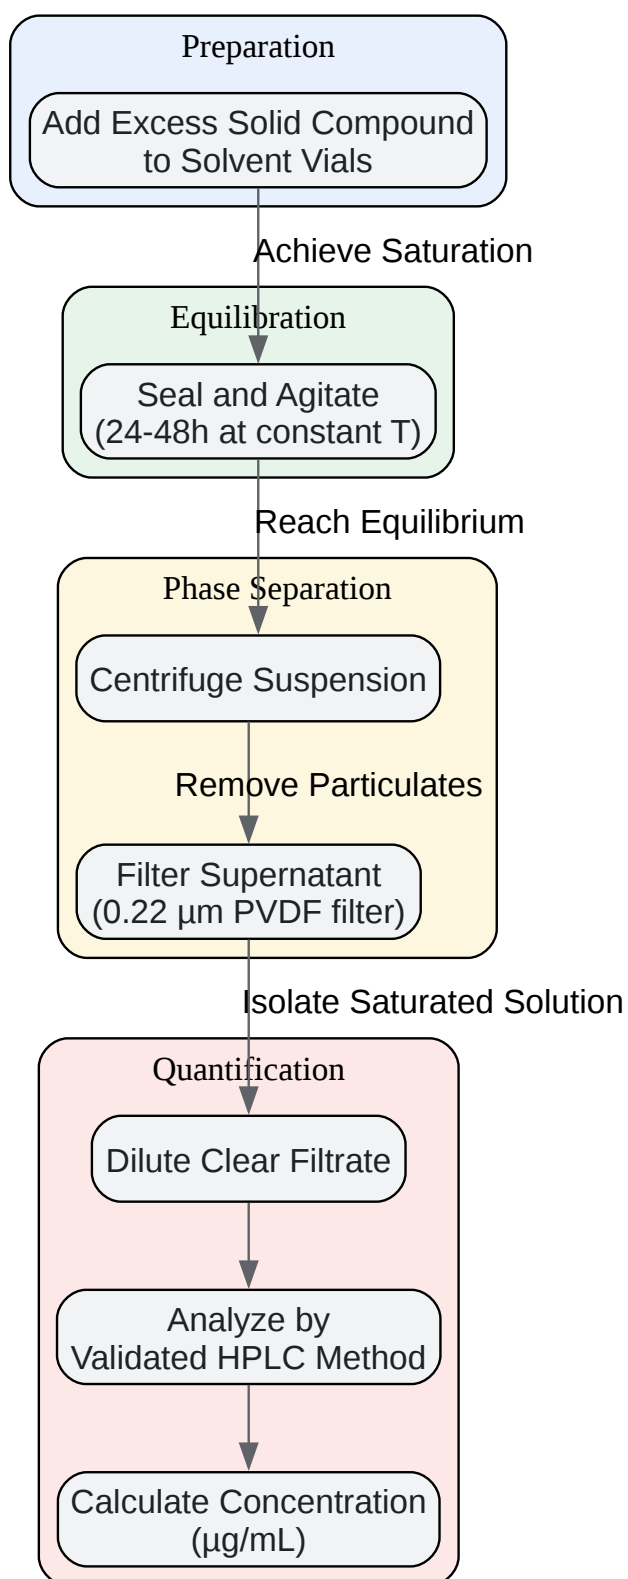 Preparation
Add Excess Solid Compound
to Solvent Vials
Achieve Saturation
Equilibration
Seal and Agitate
(24-48h at constant T)
Reach Equilibrium
Phase Separation
Centrifuge Suspension
Remove Particulates
Filter Supernatant
(0.22 µm PVDF filter)
Isolate Saturated Solution
Quantification
Dilute Clear Filtrate
Analyze by
Validated HPLC Method
Calculate Concentration
(µg/mL)